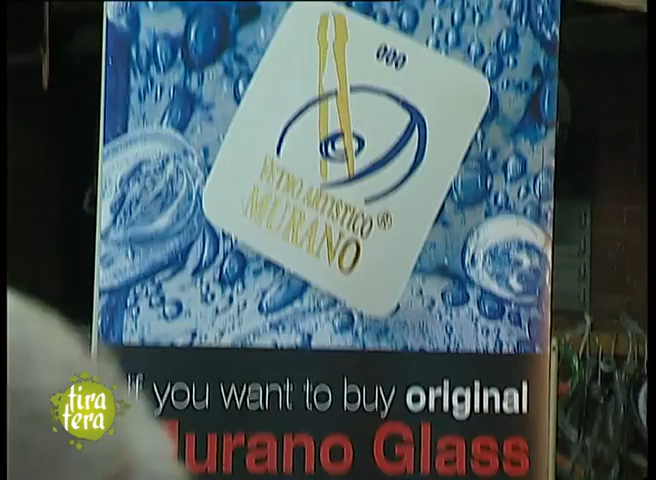 000
VETRO ARTISTICO ®
MURANO
If you want to buy original
Murano Glass
tira
tera